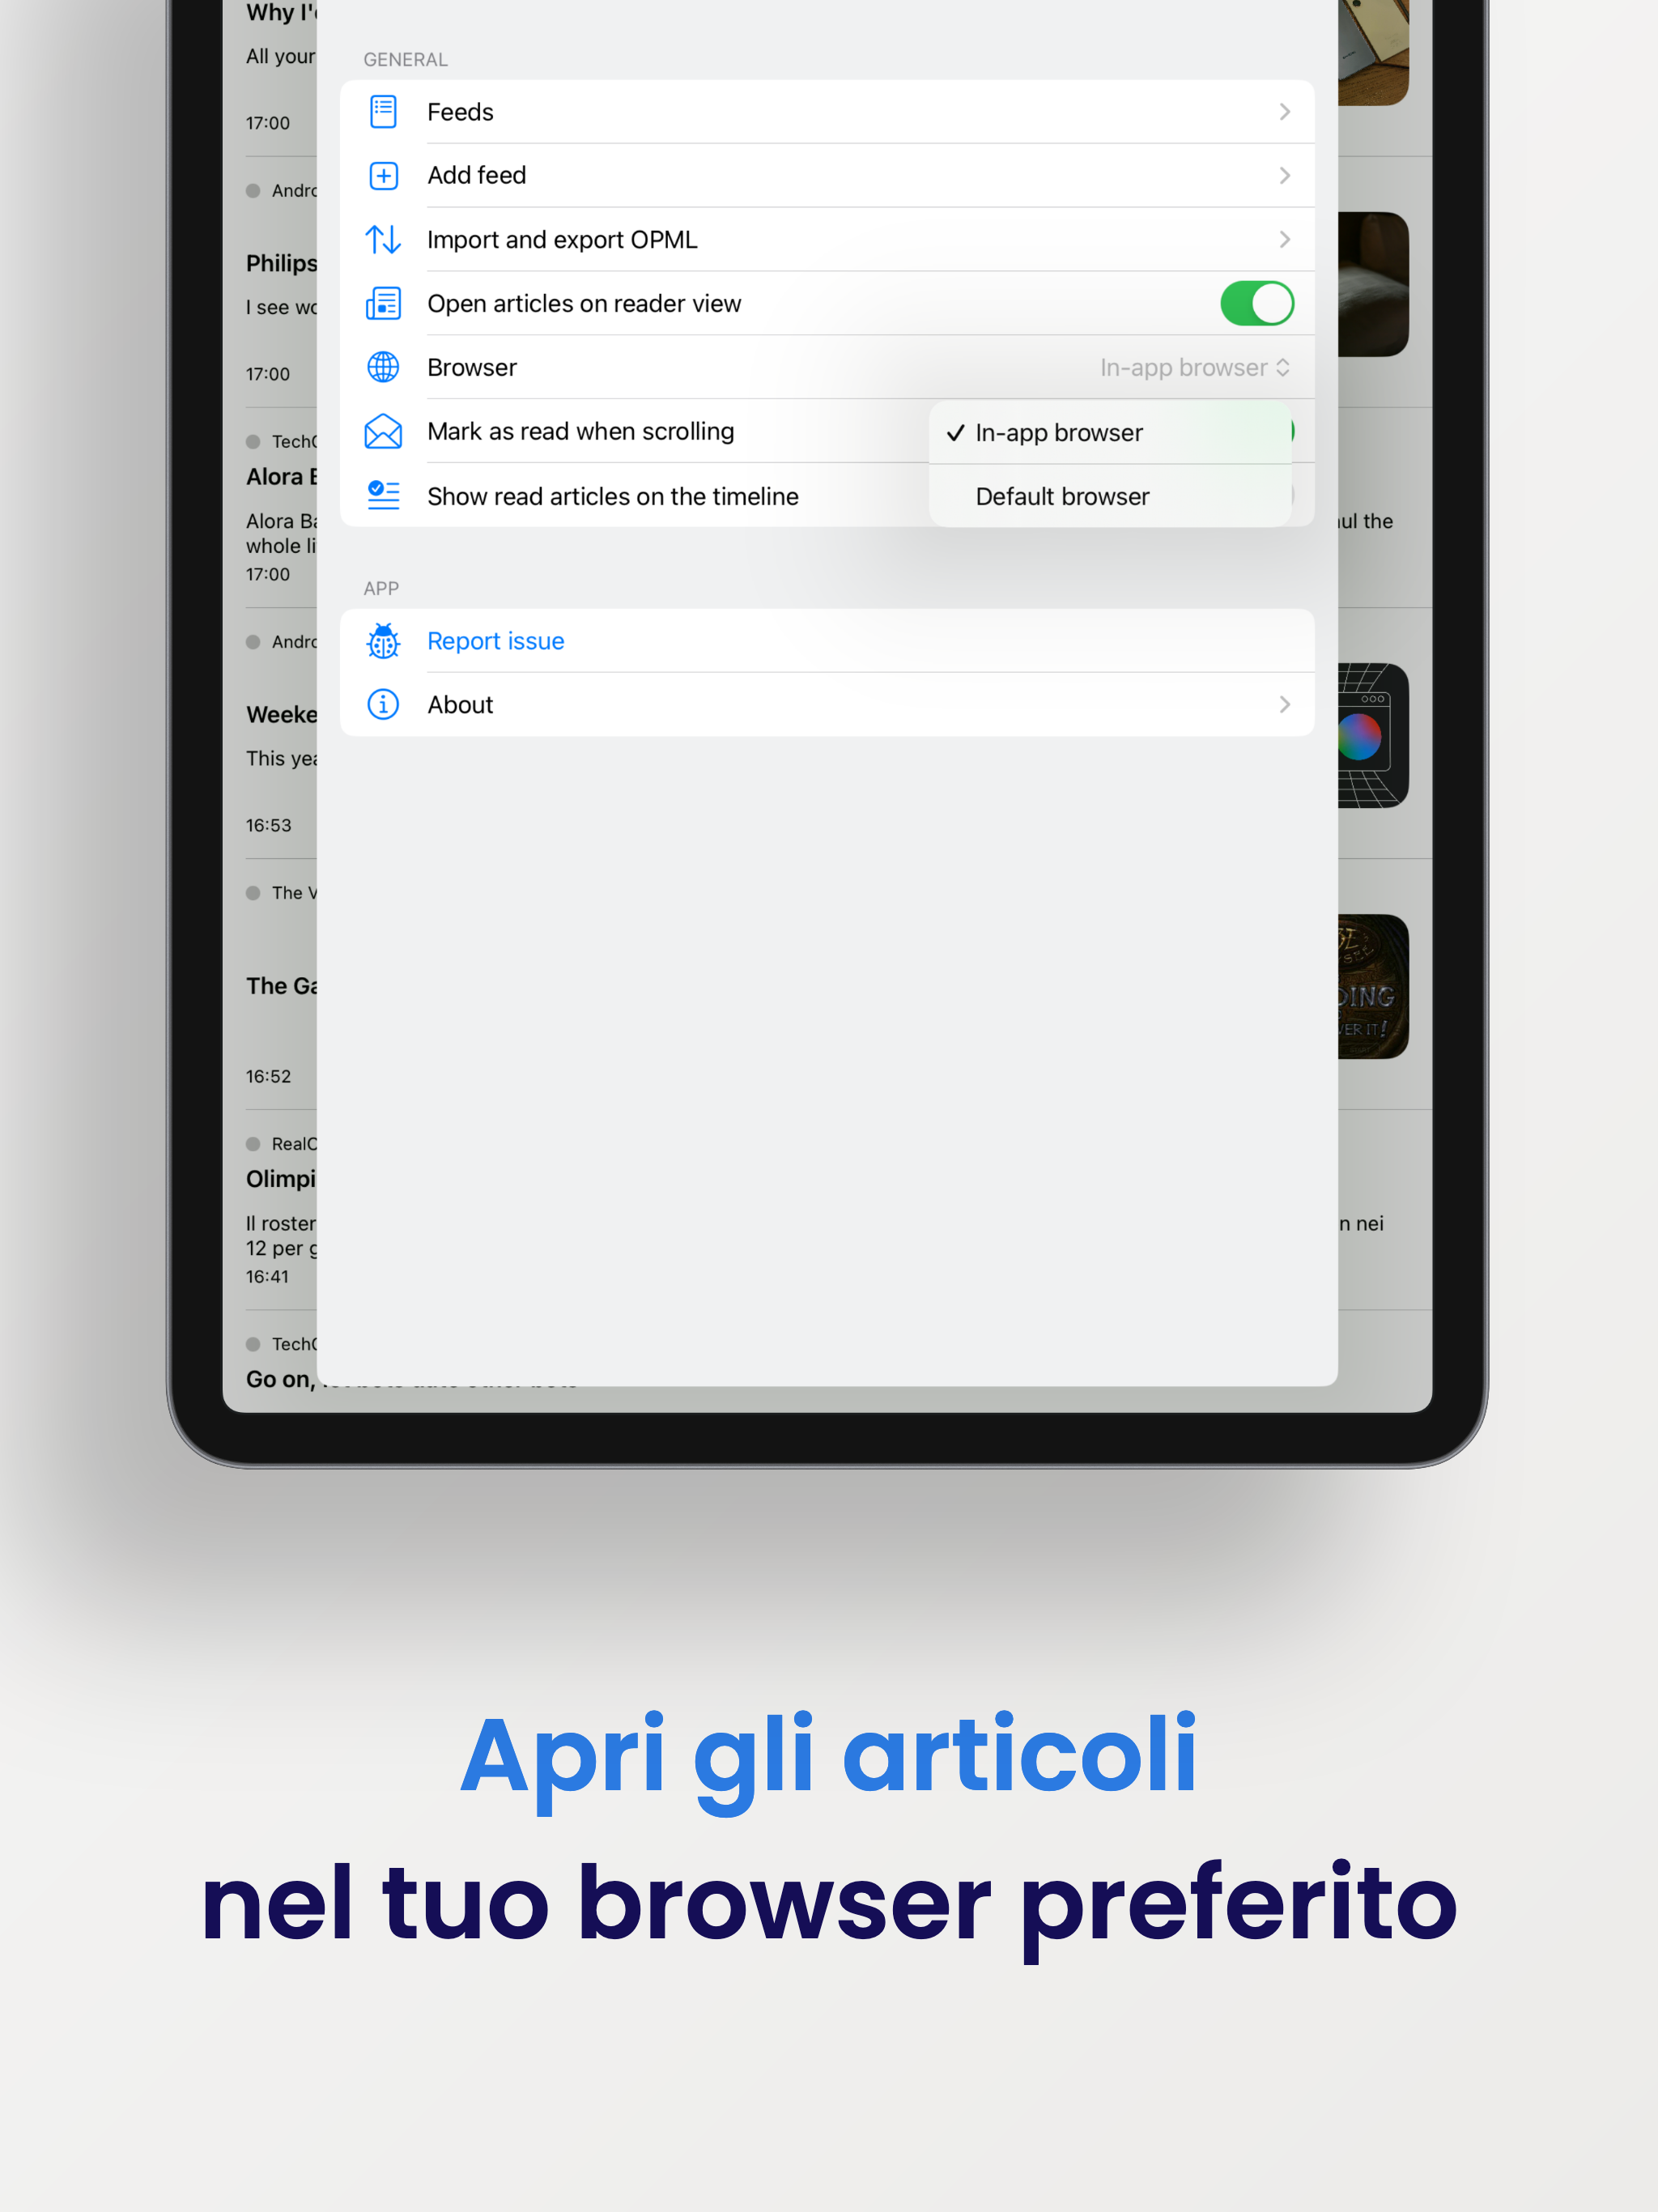 Why I'
All your
17:00
Andro
Philips
I see wo
17:00
Tech
Alora
Alora Ba
whole li
ul the
17:00
Andro
Weeke
This yea
16:53
The V
The Ga
DING
VER IT!
16:52
RealO
Olimpi
Il roster
n nei
12 per g
16:41
Tech
Go on,
GENERAL
Feeds
Add feed
Import and export OPML
Open articles on reader view
Browser
In-app browser
Mark as read when scrolling
Show read articles on the timeline
✓ In-app browser
Default browser
APP
Report issue
About
Apri gli articoli
nel tuo browser preferito